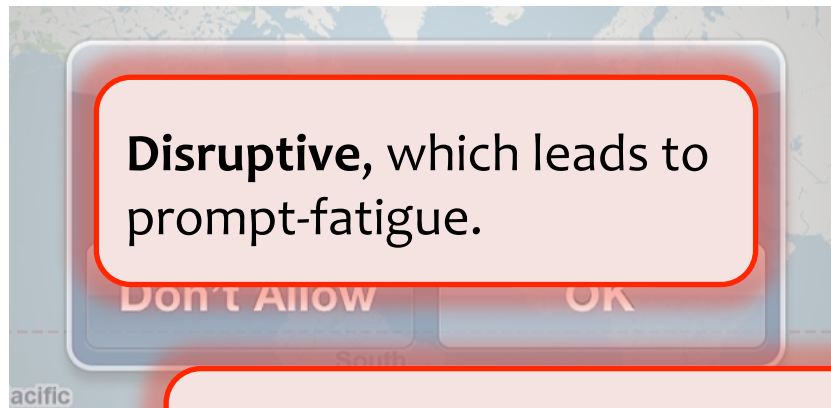 Disruptive, which leads to
prompt-fatigue.
Don't Allow OK
South
acific